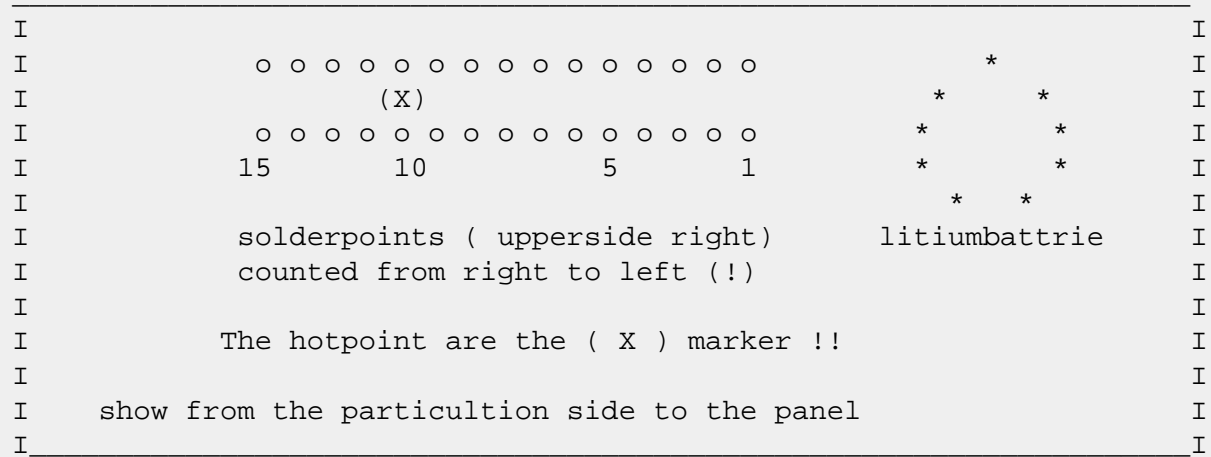 I I
I o o o o o o o o o o o o o o o * I
I (X) * * I
I o o o o o o o o o o o o o o o * * I
I 15 10 5 1 * * I
I * * I
I solderpoints ( upperside right) litiumbattrie I
I counted from right to left (!) I
I I
I The hotpoint are the ( X ) marker !! I
I I
I show from the particultion side to the panel I
I__________________________________________________________________I